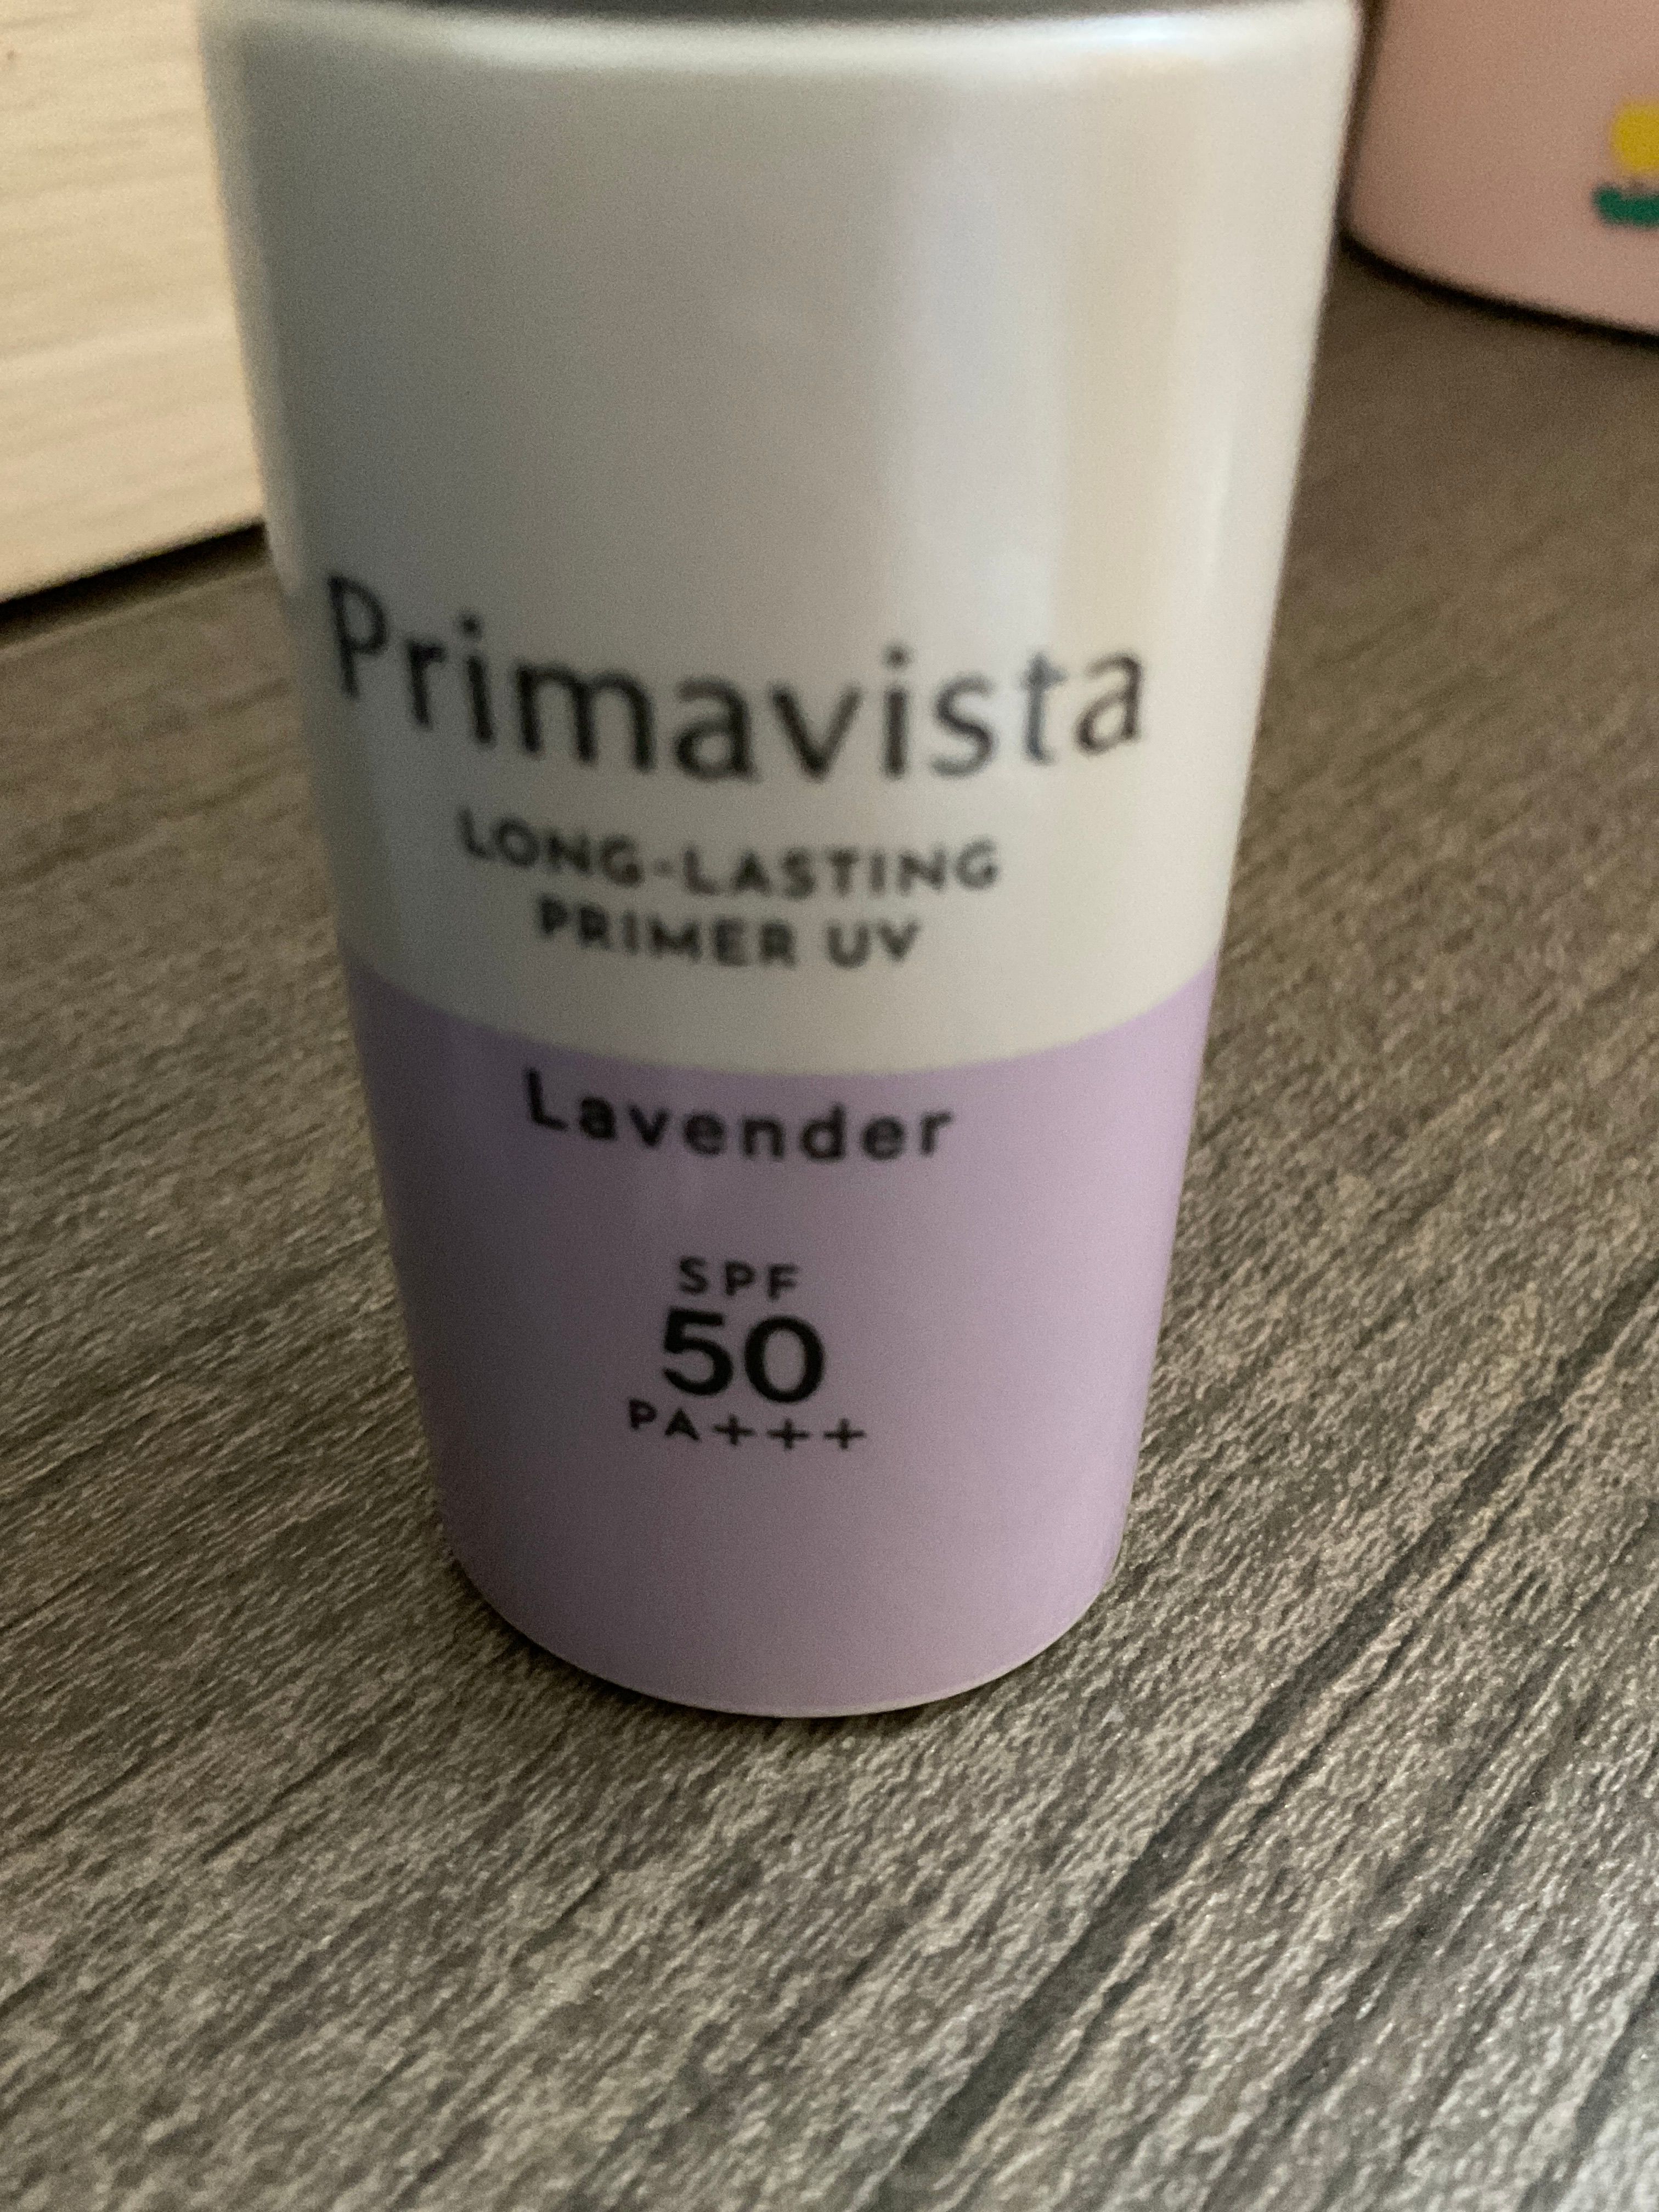 Primavista
LONG-LASTING
PRIMER UV
Lavender
SPF
50
PA+++